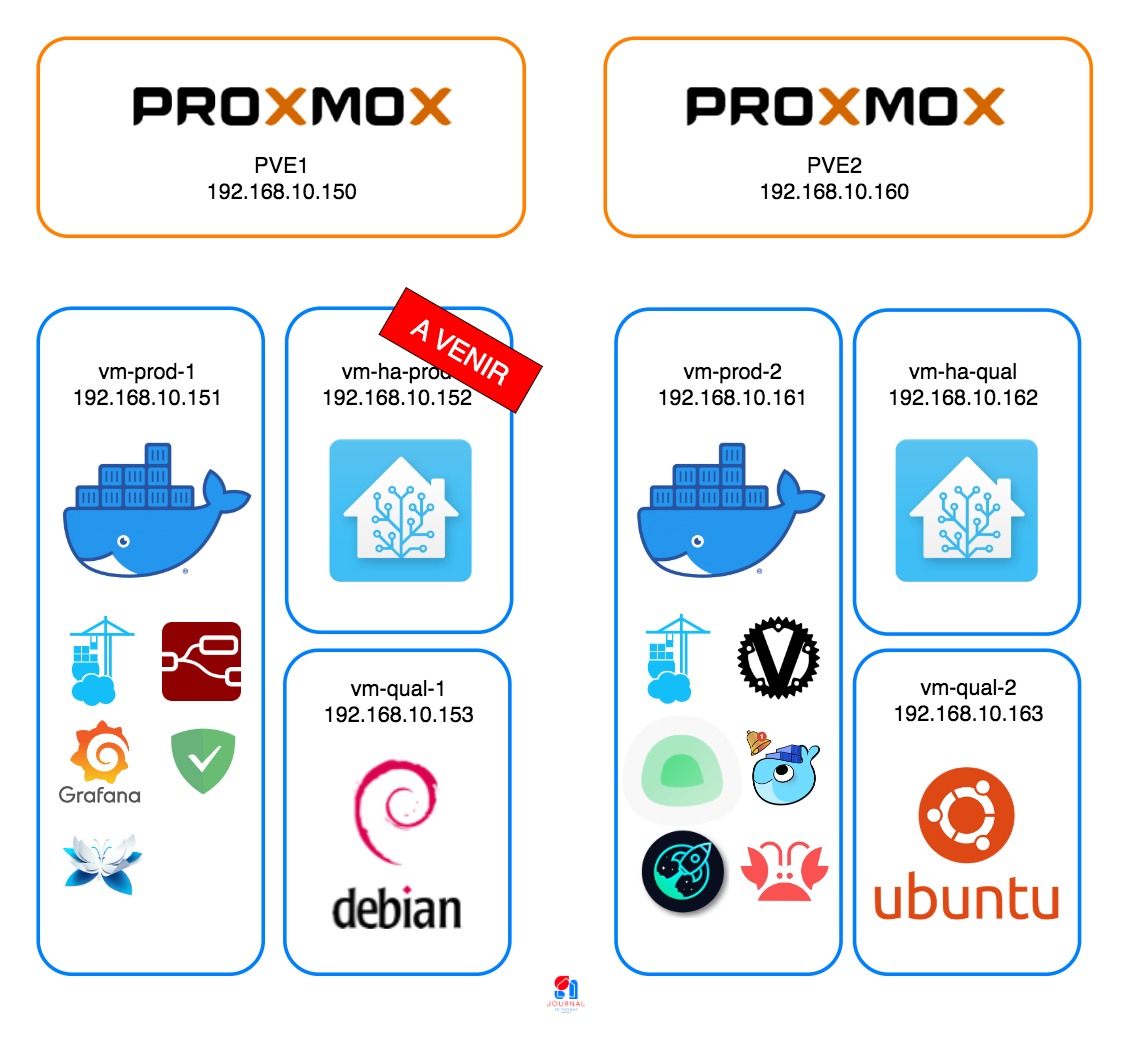 PROXMOX
PVE1
192.168.10.150
PROXMOX
PVE2
192.168.10.160
A VENIR
vm-prod-1
192.168.10.151
vm-ha-prod
192.168.10.152
vm-prod-2
192.168.10.161
vm-ha-qual
192.168.10.162
Grafana
vm-qual-1
192.168.10.153
debian
1
vm-qual-2
192.168.10.163
ubuntu
JOURNAL